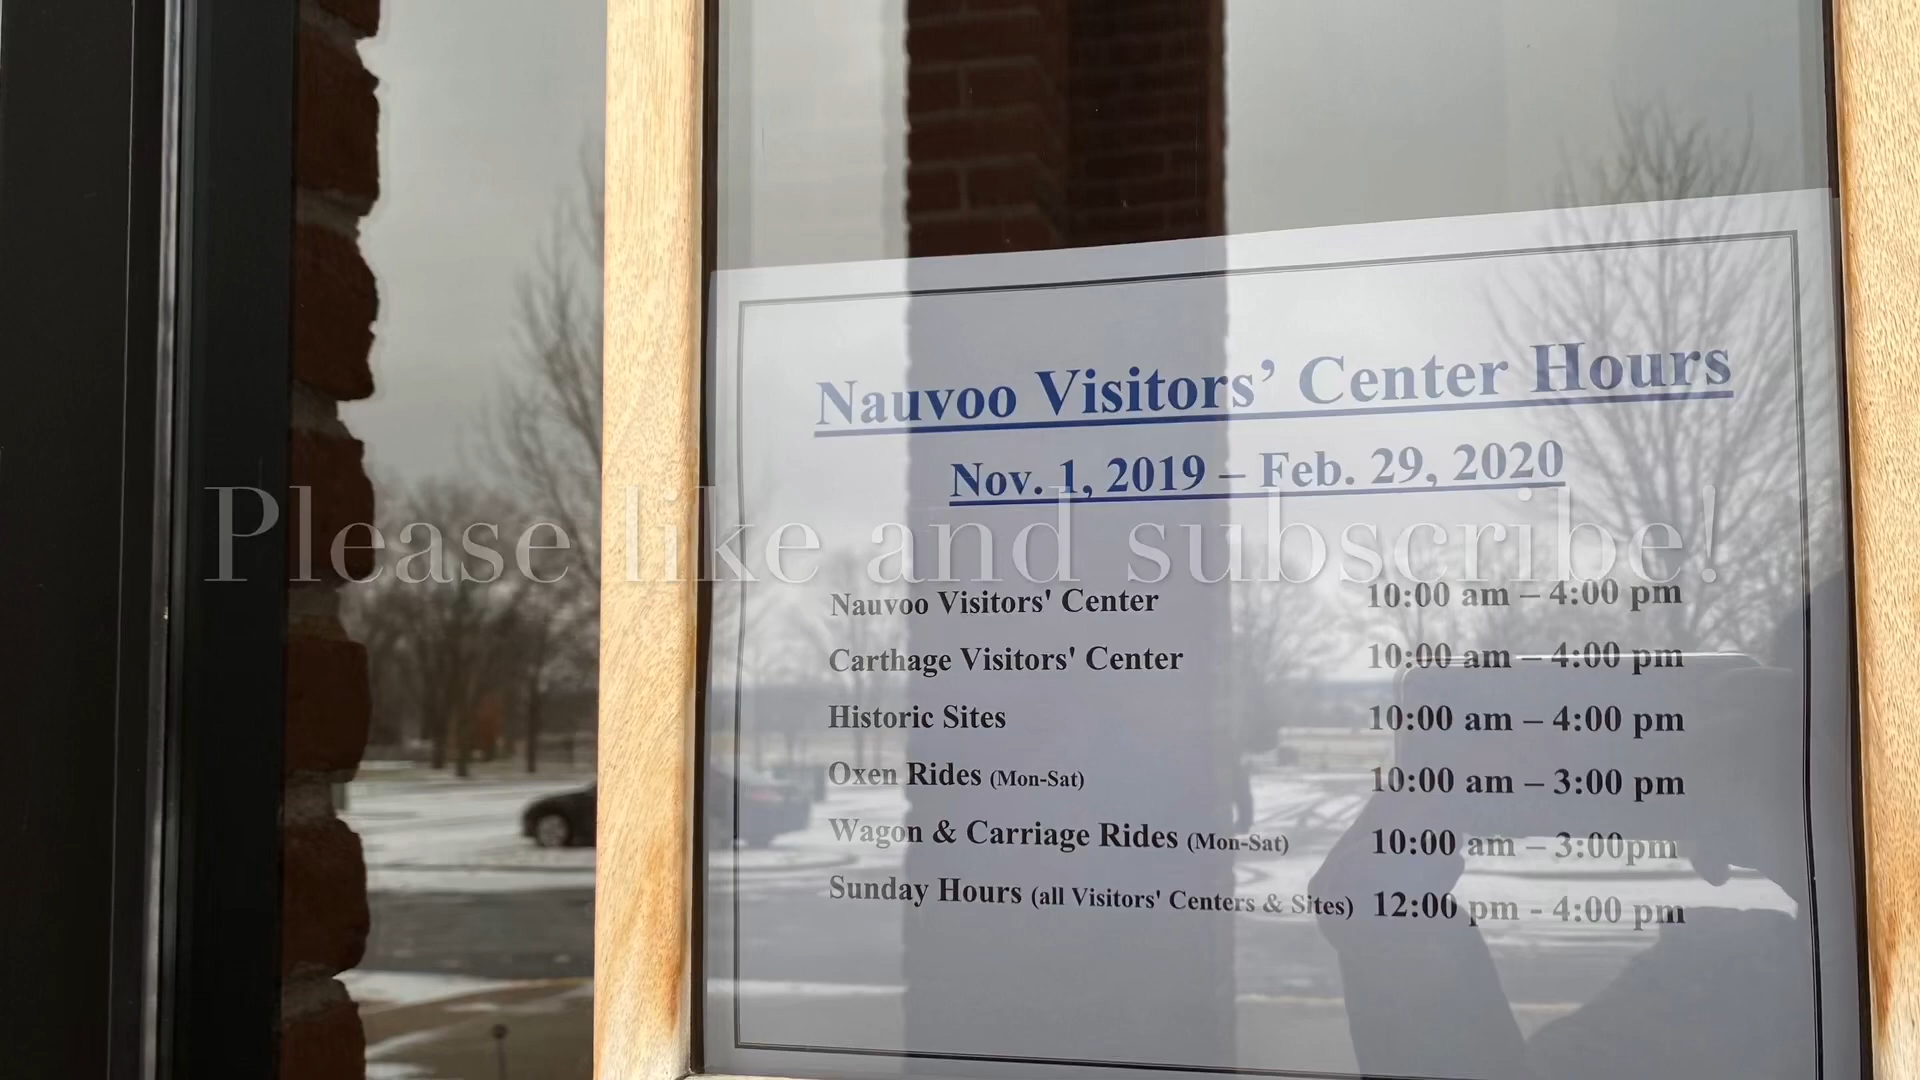 Nauvoo Visitors’ Center Hours
Nov. 1, 2019 – Feb. 29, 2020
Please like and subscribe!
Nauvoo Visitors' Center 10:00 am – 4:00 pm
Carthage Visitors' Center 10:00 am – 4:00 pm
Historic Sites 10:00 am – 4:00 pm
Oxen Rides (Mon-Sat) 10:00 am – 3:00 pm
Wagon & Carriage Rides (Mon-Sat) 10:00 am – 3:00pm
Sunday Hours (all Visitors' Centers & Sites) 12:00 pm - 4:00 pm